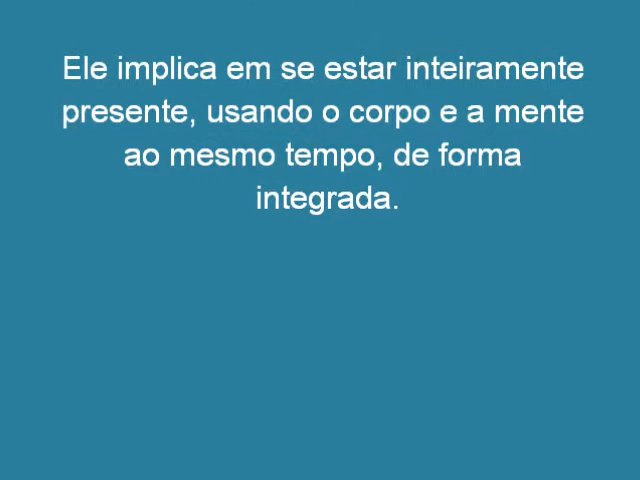 Ele implica em se estar inteiramente
presente, usando o corpo e a mente
ao mesmo tempo, de forma
integrada.